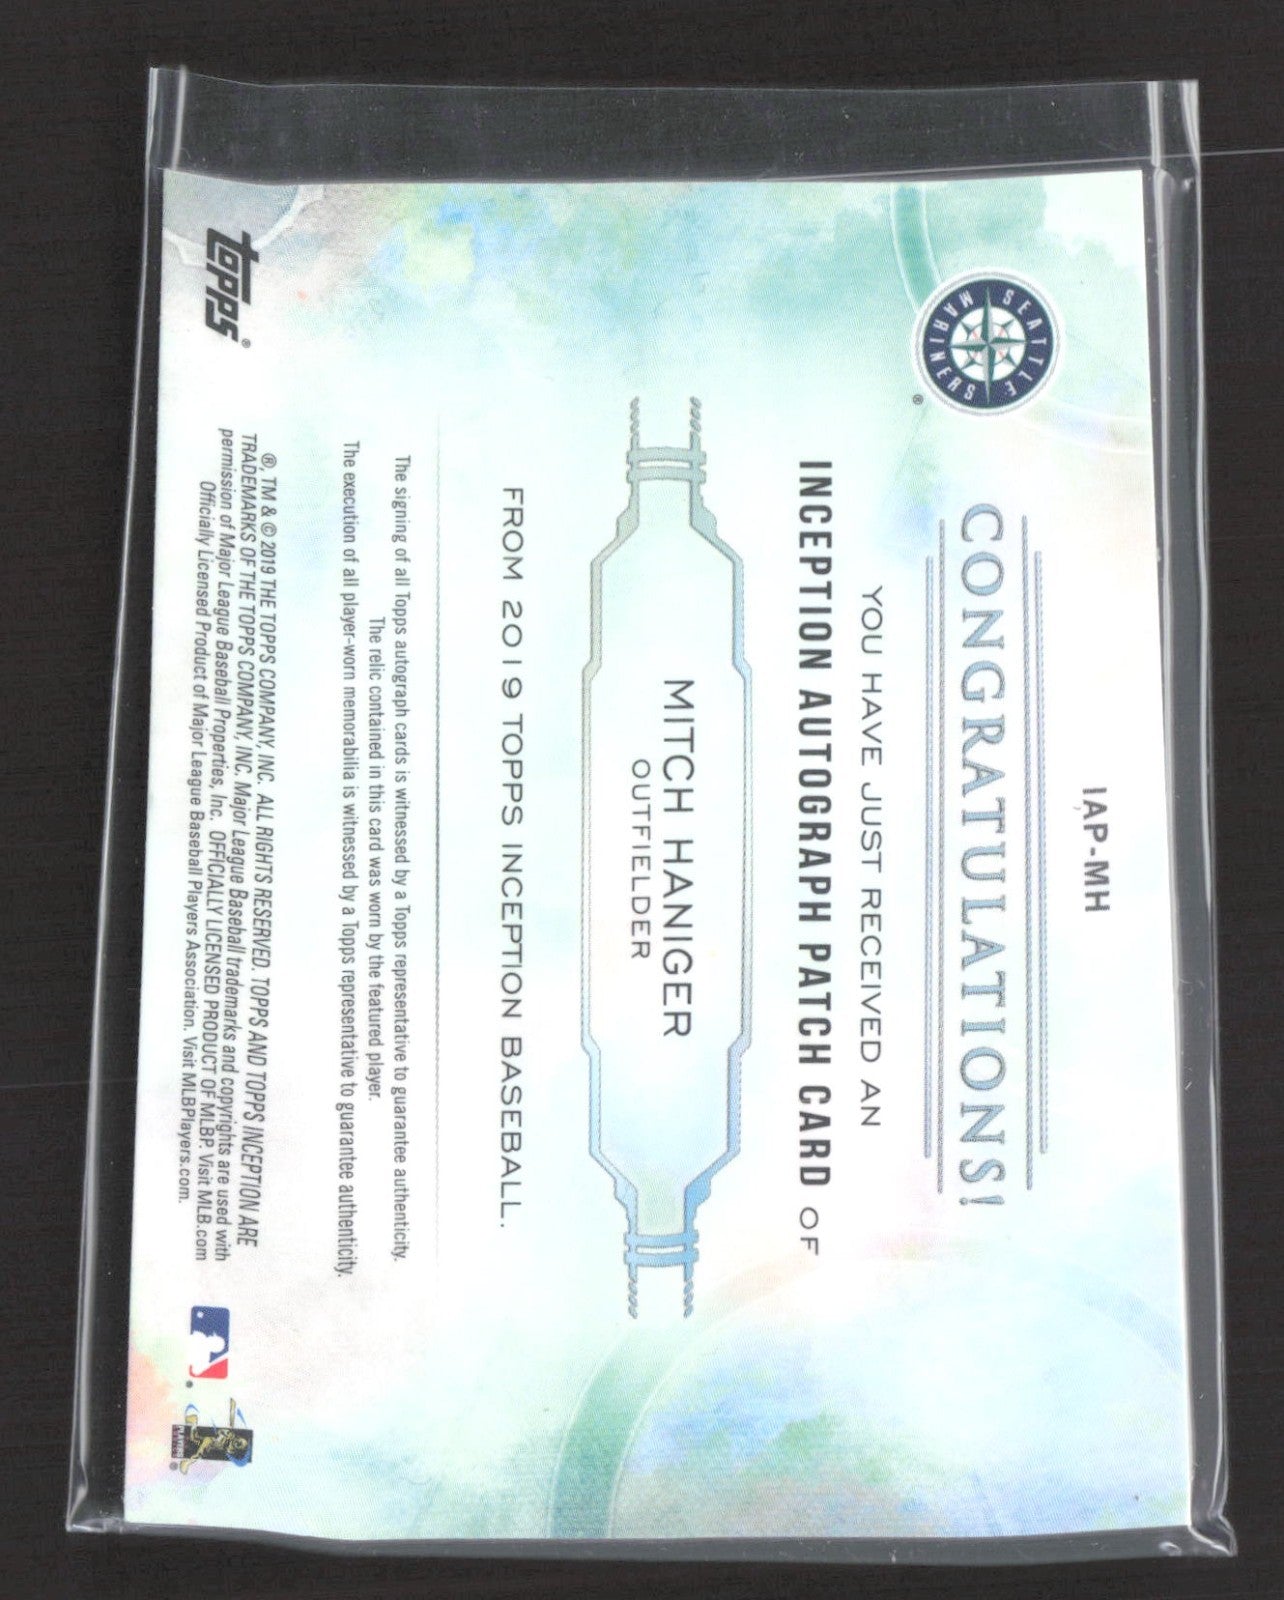 IAP-MH
CONGRATULATIONS!
SEATTLE
MARINERS
®
YOU HAVE JUST RECEIVED AN
INCEPTION AUTOGRAPH PATCH CARD OF
MITCH HANIGER
OUTFIELDER
FROM 2019 TOPPS INCEPTION BASEBALL.
The signing of all Topps autograph cards is witnessed by a Topps representative to guarantee authenticity.
The relic contained in this card was worn by the featured player.
The execution of all player-worn memorabilia is witnessed by a Topps representative to guarantee authenticity.
topps®
®, TM & © 2019 THE TOPPS COMPANY, INC. ALL RIGHTS RESERVED. TOPPS AND TOPPS INCEPTION ARE
TRADEMARKS OF THE TOPPS COMPANY, INC. Major League Baseball trademarks and copyrights are used with
permission of Major League Baseball Properties, Inc. OFFICIALLY LICENSED PRODUCT OF MLBP. Visit MLB.com
Officially Licensed Product of Major League Baseball Players Association. Visit MLBPlayers.com.